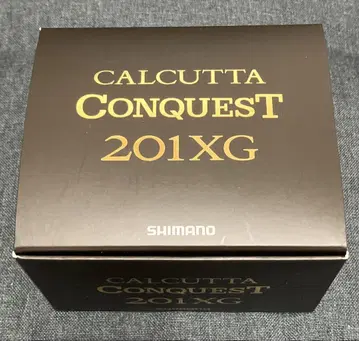 CALCUTTA
CONQUEST
201XG
SHIMANO
CALCUTTA
CONQUEST
201XG